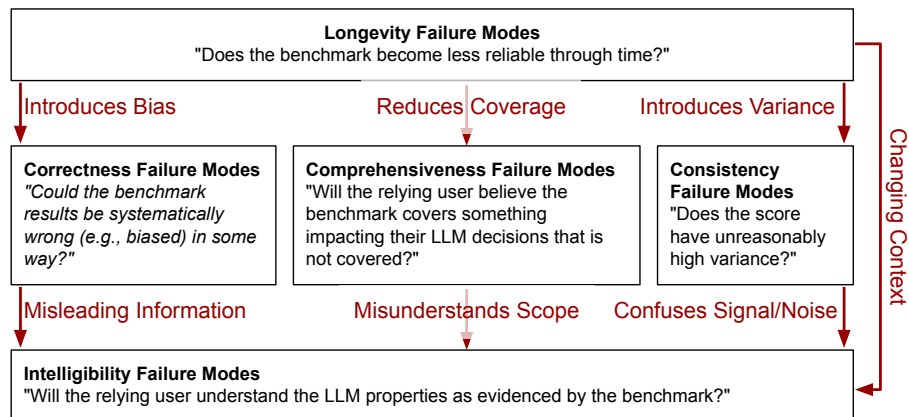 Longevity Failure Modes
"Does the benchmark become less reliable through time?"
Introduces Bias
Reduces Coverage
Introduces Variance
Changing Context
Correctness Failure Modes
"Could the benchmark
results be systematically
wrong (e.g., biased) in some
way?"
Comprehensiveness Failure Modes
"Will the relying user believe the
benchmark covers something
impacting their LLM decisions that is
not covered?"
Consistency
Failure Modes
"Does the score
have unreasonably
high variance?"
Misleading Information
Misunderstands Scope
Confuses Signal/Noise
Intelligibility Failure Modes
"Will the relying user understand the LLM properties as evidenced by the benchmark?"